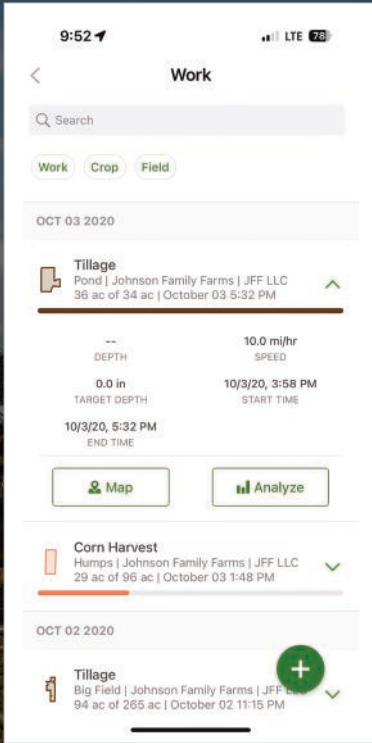 9:52
LTE 78
Work
Search
Work Crop Field
OCT 03 2020
Tillage
Pond | Johnson Family Farms | JFF LLC
36 ac of 34 ac | October 03 5:32 PM
-- 10.0 mi/hr
DEPTH SPEED
0.0 in 10/3/20, 3:58 PM
TARGET DEPTH START TIME
10/3/20, 5:32 PM
END TIME
Map Analyze
Corn Harvest
Humps | Johnson Family Farms | JFF LLC
29 ac of 96 ac | October 03 1:48 PM
OCT 02 2020
Tillage
Big Field | Johnson Family Farms | JFF
94 ac of 265 ac | October 02 11:15 PM